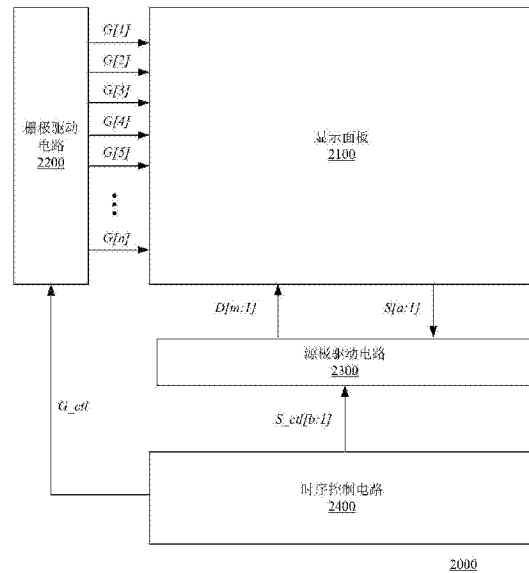 G[1]
G[2]
G[3]
G[4]
G[5]
G[n]
栅极驱动
电路
2200
显示面板
2100
D[m:1]
S[a:1]
源极驱动电路
2300
G_ctl
S_ctl[b:1]
时序控制电路
2400
2000